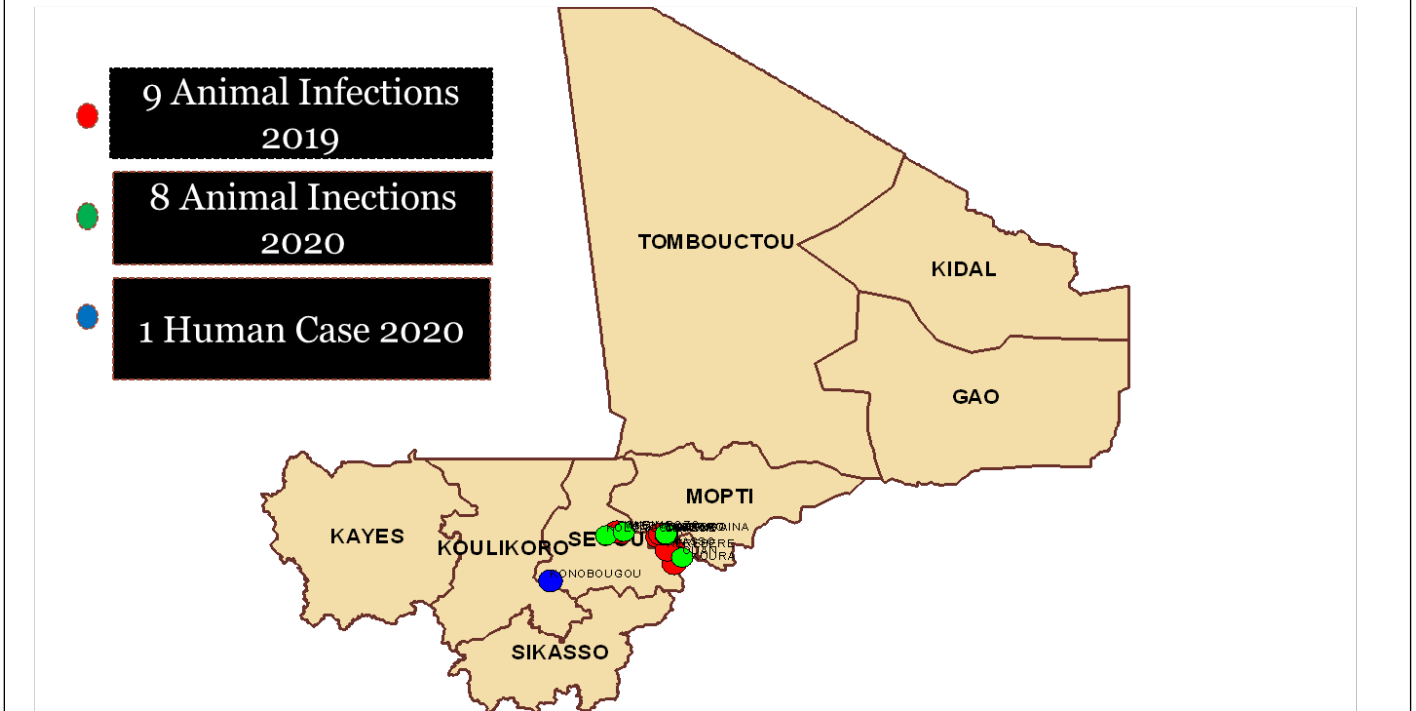 9 Animal Infections
2019
8 Animal Inections
2020
1 Human Case 2020
TOMBOUCTOU
KIDAL
GAO
MOPTI
KAYES
KOULIKORO
KONOBOUGOU
SIKASSO